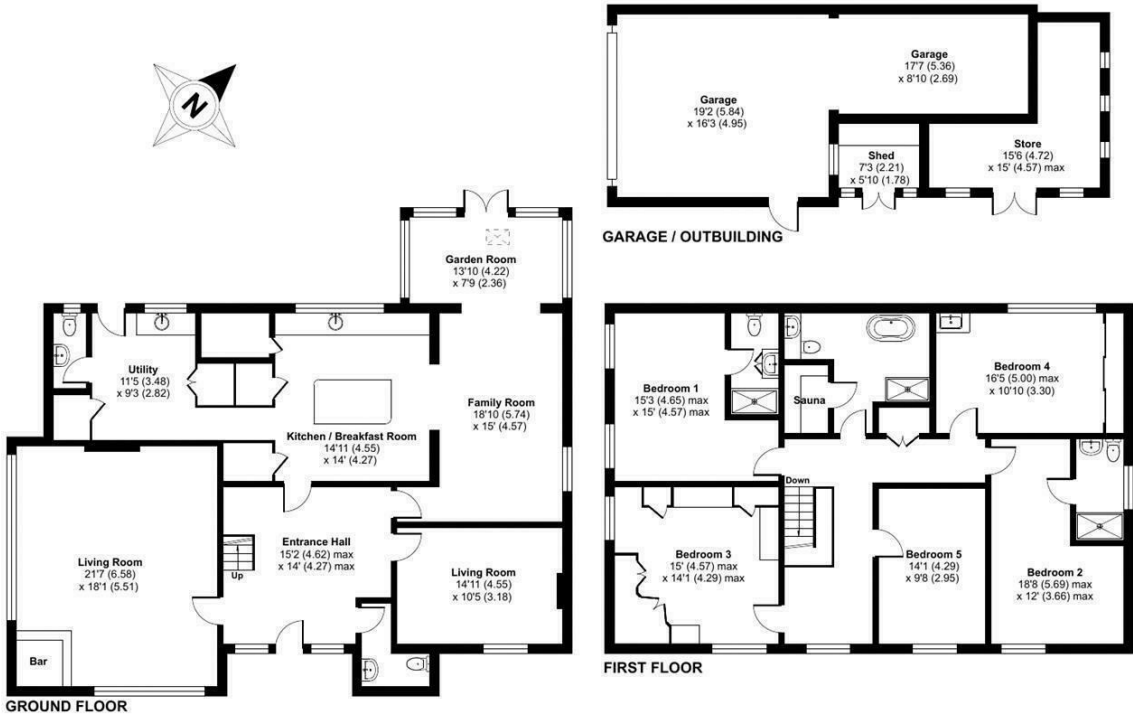 N
Garage
19'2 (5.84)
x 16'3 (4.95)
Garage
17'7 (5.36)
x 8'10 (2.69)
Shed
7'3 (2.21)
x 5'10 (1.78)
Store
15'6 (4.72)
x 15' (4.57) max
GARAGE / OUTBUILDING
Garden Room
13'10 (4.22)
x 7'9 (2.36)
Utility
11'5 (3.48)
x 9'3 (2.82)
Kitchen / Breakfast Room
14'11 (4.55)
x 14' (4.27)
Family Room
18'10 (5.74)
x 15' (4.57)
Living Room
21'7 (6.58)
x 18'1 (5.51)
Entrance Hall
15'2 (4.62) max
x 14' (4.27) max
Up
Living Room
14'11 (4.55)
x 10'5 (3.18)
Bar
GROUND FLOOR
Bedroom 1
15'3 (4.65) max
x 15' (4.57) max
Sauna
Bedroom 4
16'5 (5.00) max
x 10'10 (3.30)
Down
Bedroom 3
15' (4.57) max
x 14'1 (4.29) max
Bedroom 5
14'1 (4.29)
x 9'8 (2.95)
Bedroom 2
18'8 (5.69) max
x 12' (3.66) max
FIRST FLOOR